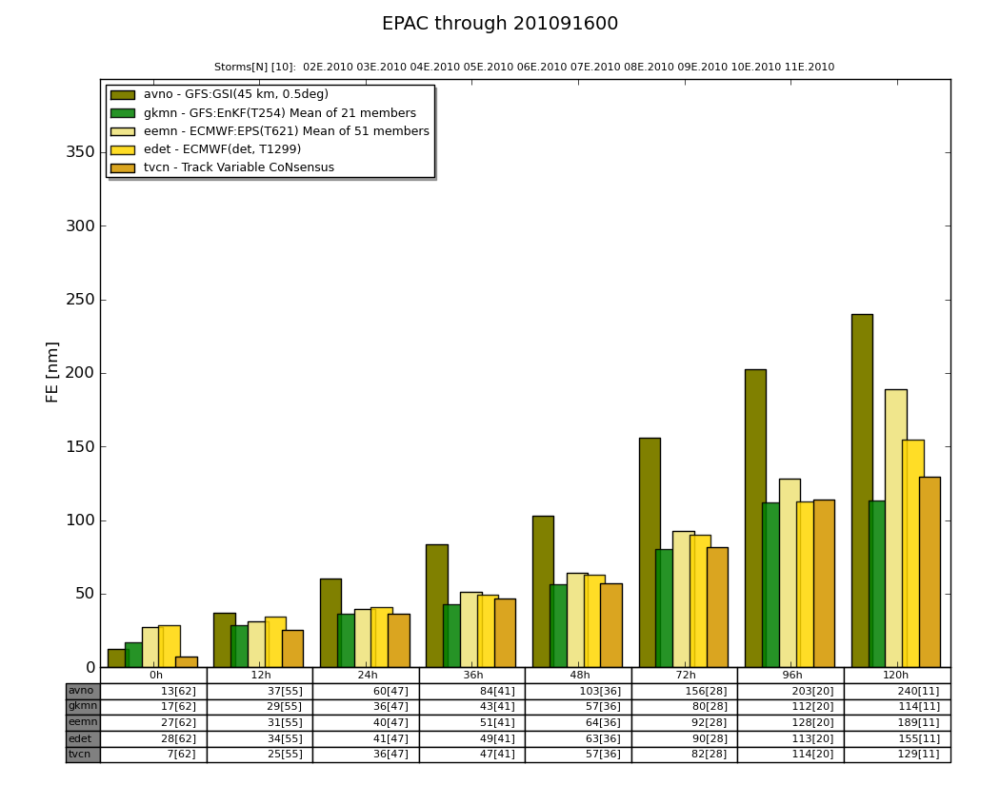 EPAC through 201091600
Storms[N] [10]: 02E.2010 03E.2010 04E.2010 05E.2010 06E.2010 07E.2010 08E.2010 09E.2010 10E.2010 11E.2010
avno - GFS:GSI(45 km, 0.5deg)
gkmn - GFS:EnKF(T254) Mean of 21 members
eemn - ECMWF:EPS(T621) Mean of 51 members
edet - ECMWF(det, T1299)
tvcn - Track Variable CoNsensus
350
300
250
200
150
100
50
0
FE [nm]
0h 12h 24h 36h 48h 72h 96h 120h
avno 13[62] 37[55] 60[47] 84[41] 103[36] 156[28] 203[20] 240[11]
gkmn 17[62] 29[55] 36[47] 43[41] 57[36] 80[28] 112[20] 114[11]
eemn 27[62] 31[55] 40[47] 51[41] 64[36] 92[28] 128[20] 189[11]
edet 28[62] 34[55] 41[47] 49[41] 63[36] 90[28] 113[20] 155[11]
tvcn 7[62] 25[55] 36[47] 47[41] 57[36] 82[28] 114[20] 129[11]